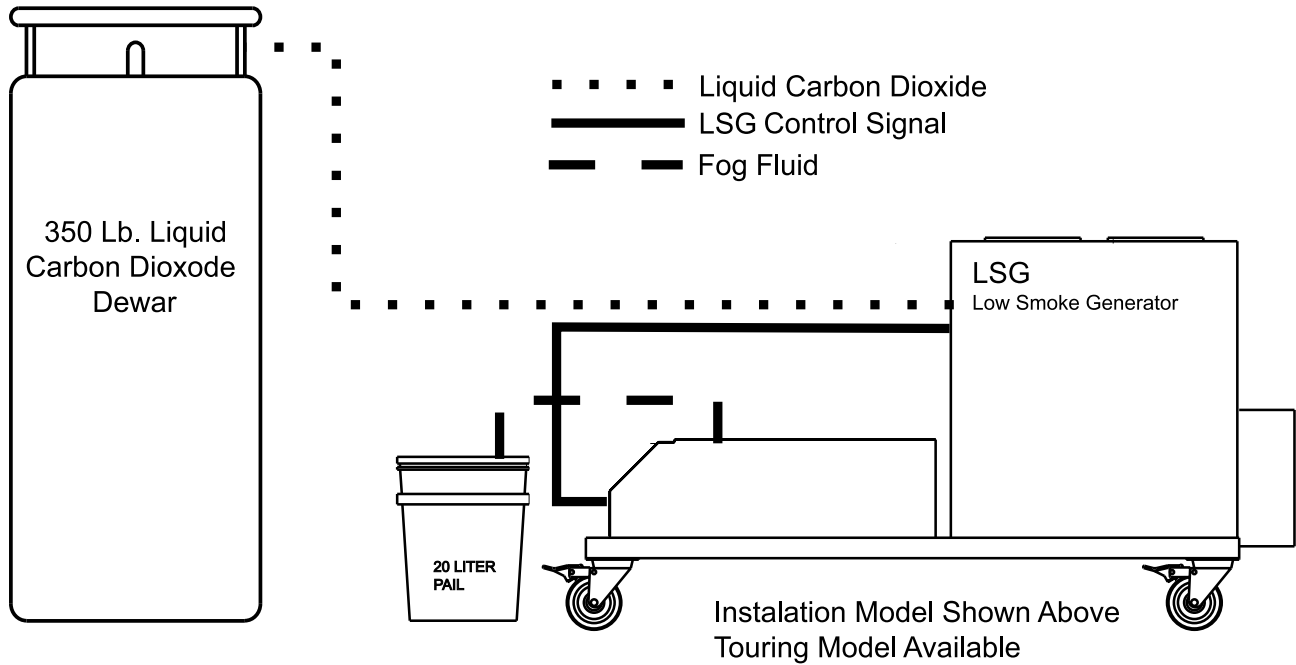 Liquid Carbon Dioxide
LSG Control Signal
Fog Fluid
350 Lb. Liquid
Carbon Dioxode
Dewar
LSG
Low Smoke Generator
20 LITER
PAIL
Instalation Model Shown Above
Touring Model Available